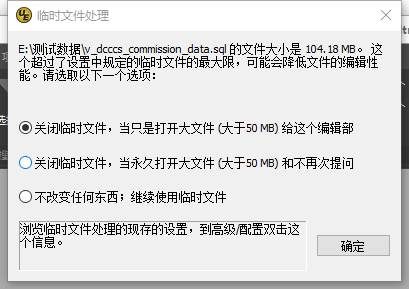 临时文件处理
E:\测试数据\v_dcccs_commission_data.sql 的文件大小是 104.18 MB。 这
个超过了设置中规定的临时文件的最大限，可能会降低文件的编辑性
能。请选取以下一个选项：
关闭临时文件，当只是打开大文件 (大于50 MB) 给这个编辑部
关闭临时文件，当永久打开大文件 (大于50 MB) 和不再次提问
不改变任何东西；继续使用临时文件
浏览临时文件处理的现存的设置，到高级/配置双击这
个信息。
确定